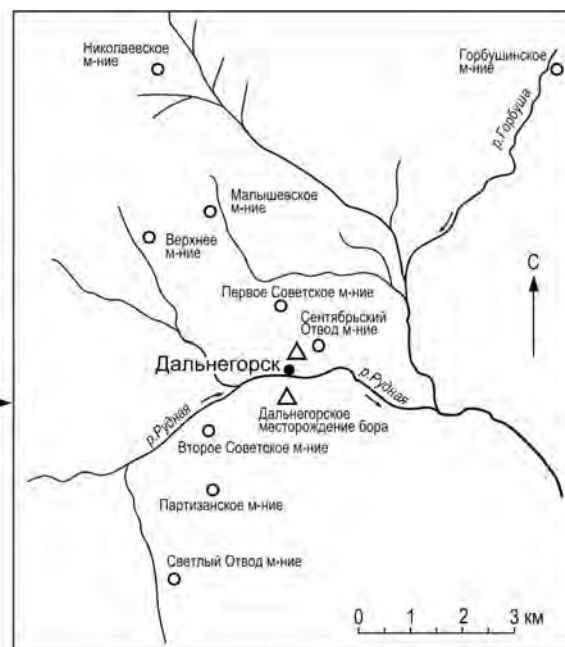 Николаевское
м-ние
Горбушинское
м-ние
р.Горбуша
Малышевское
м-ние
Верхнее
м-ние
С
Первое Советское м-ние
Сентябрьский
Отвод м-ние
Дальнегорск
р.Рудная
р.Рудная
Дальнегорское
месторождение бора
Второе Советское м-ние
Партизанское м-ние
Светлый Отвод м-ние
0 1 2 3 км